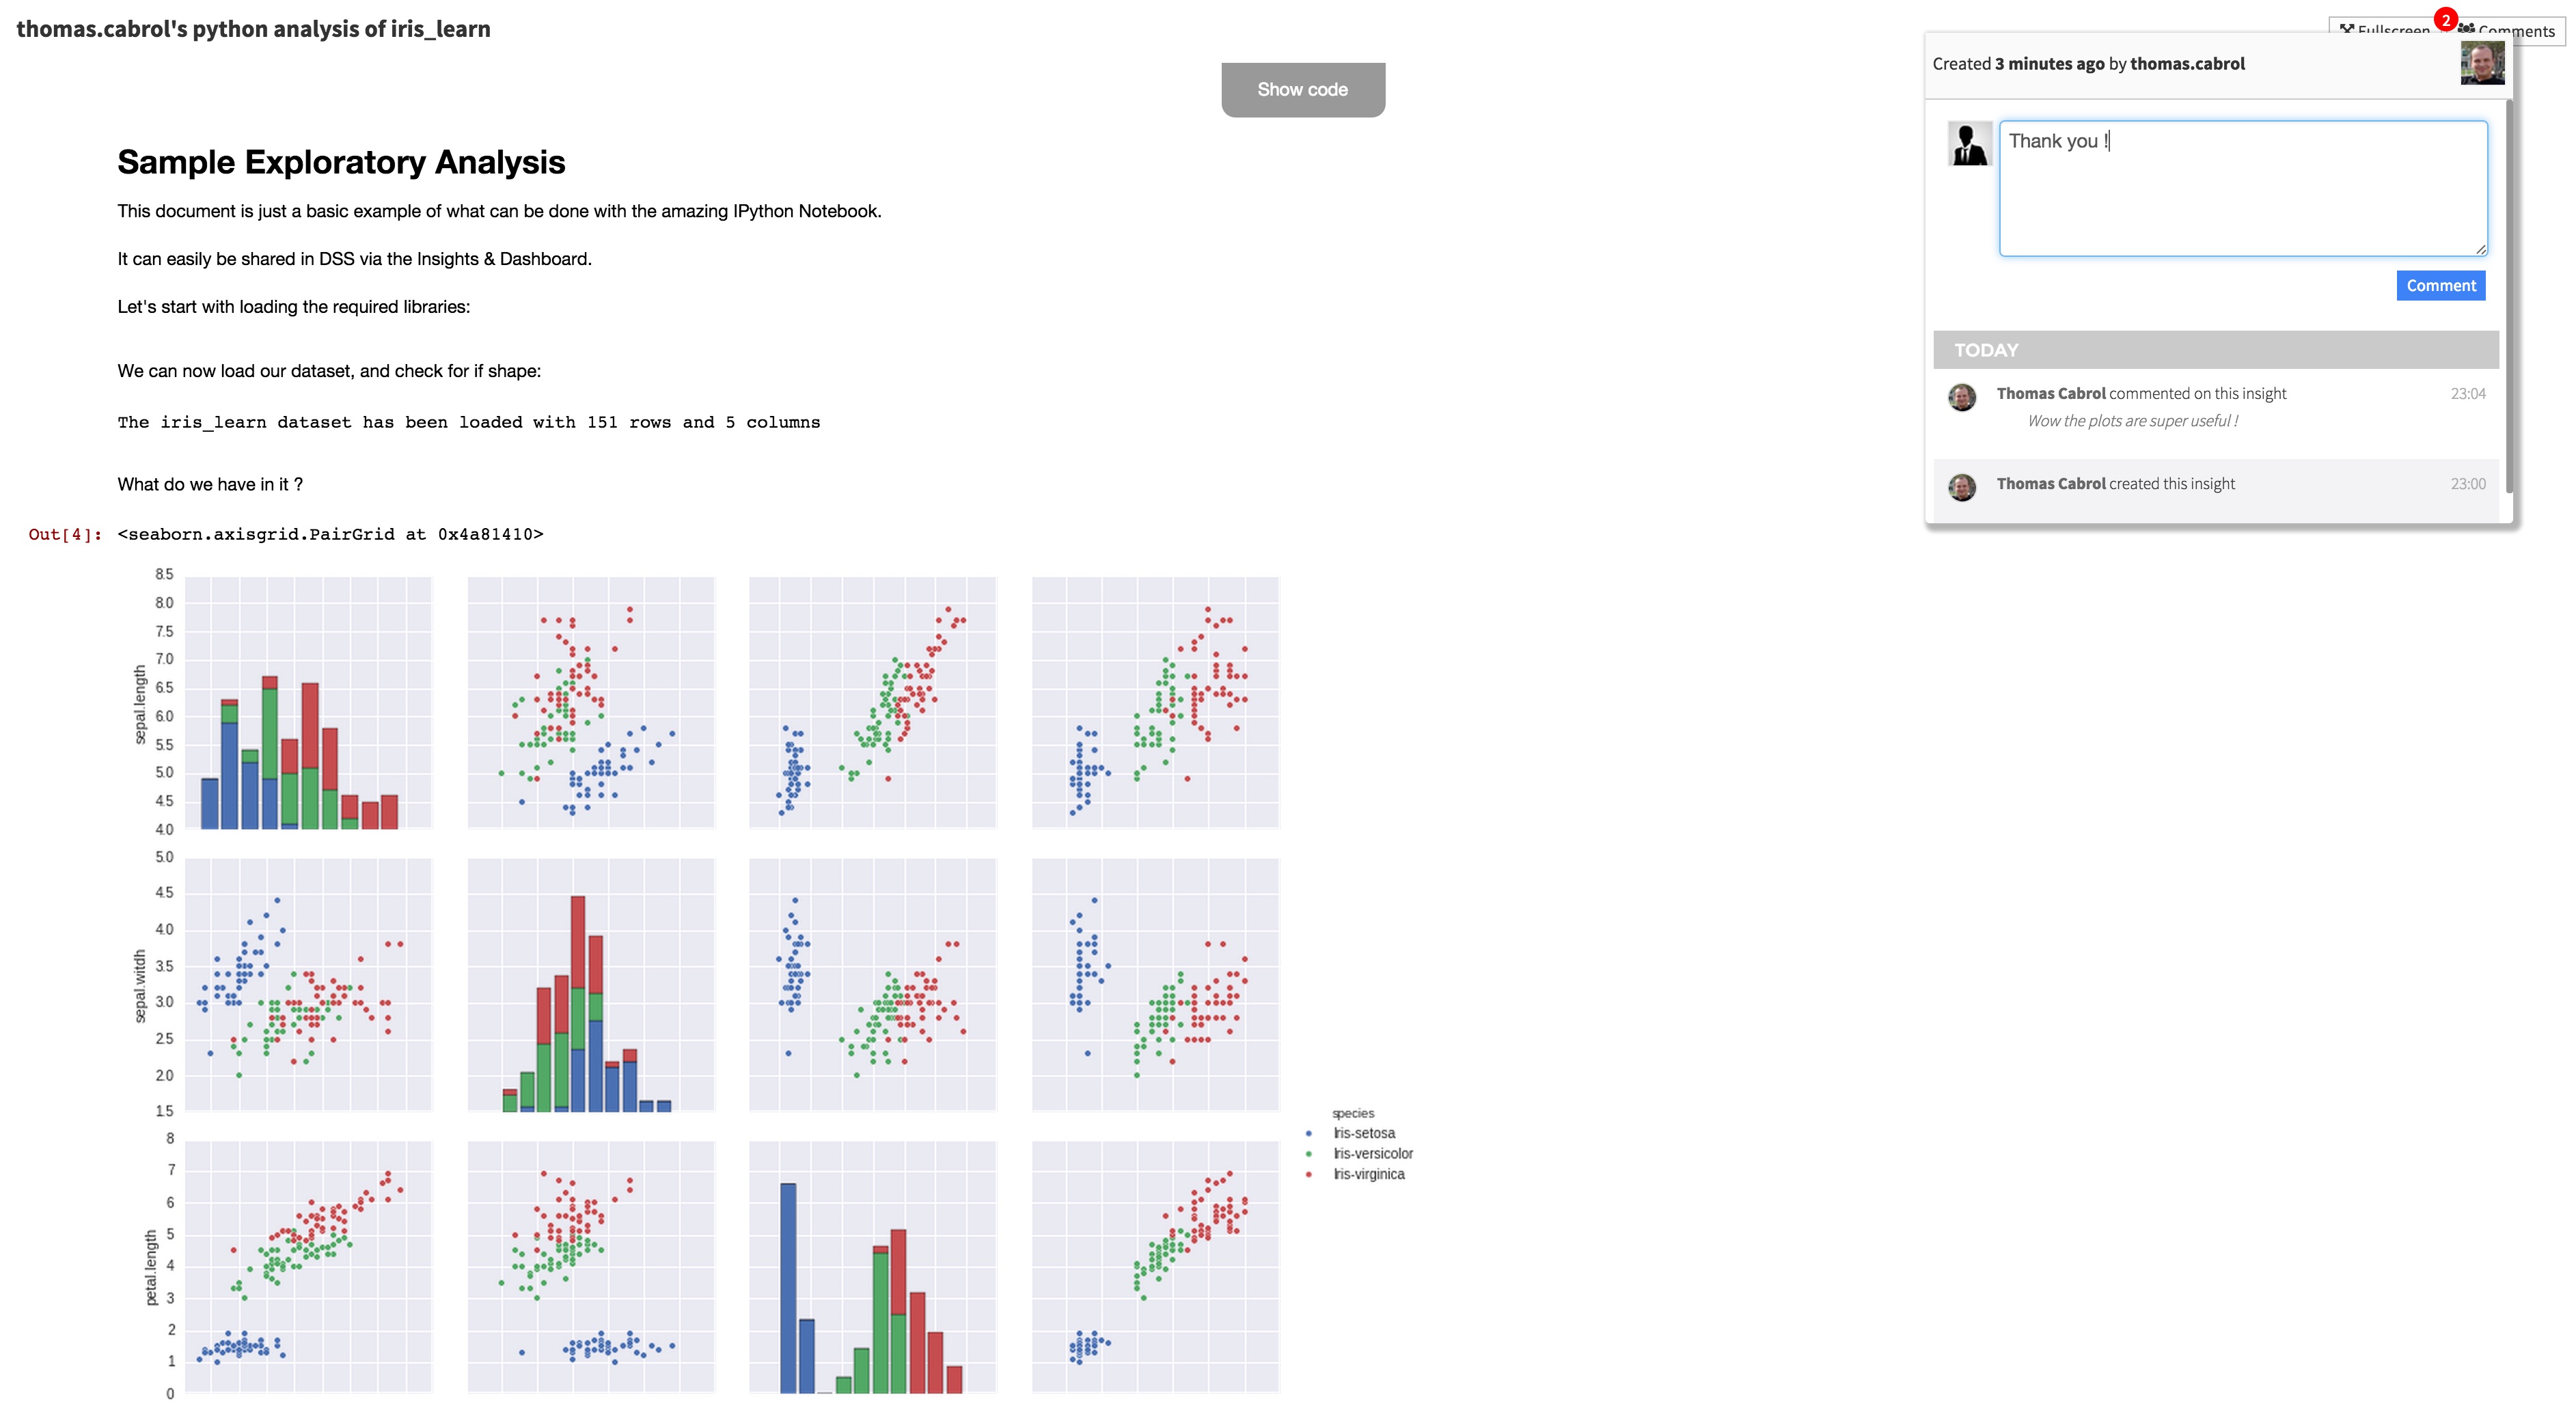 thomas.cabrol's python analysis of iris_learn
Fullscreen
2
Comments
Show code
Created 3 minutes ago by thomas.cabrol
Thank you !
Comment
TODAY
Thomas Cabrol commented on this insight 23:04
Wow the plots are super useful !
Thomas Cabrol created this insight 23:00
Sample Exploratory Analysis
This document is just a basic example of what can be done with the amazing IPython Notebook.
It can easily be shared in DSS via the Insights & Dashboard.
Let's start with loading the required libraries:
We can now load our dataset, and check for if shape:
The iris_learn dataset has been loaded with 151 rows and 5 columns
What do we have in it ?
Out[4]: <seaborn.axisgrid.PairGrid at 0x4a81410>
sepal.length
8.5
8.0
7.5
7.0
6.5
6.0
5.5
5.0
4.5
4.0
sepal.witdh
5.0
4.5
4.0
3.5
3.0
2.5
2.0
1.5
petal.length
8
7
6
5
4
3
2
1
0
species
Iris-setosa
Iris-versicolor
Iris-virginica